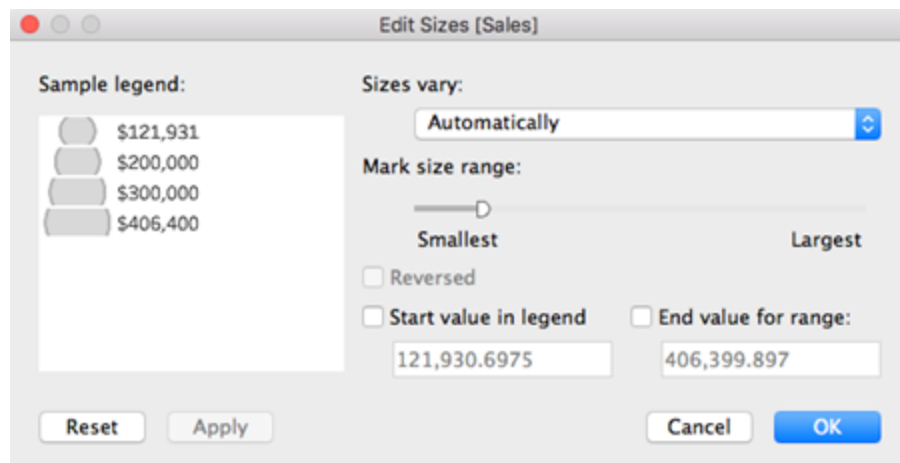 Edit Sizes [Sales]
Sample legend:
$121,931
$200,000
$300,000
$406,400
Sizes vary:
Automatically
Mark size range:
Smallest Largest
Reversed
Start value in legend End value for range:
121,930.6975 406,399.897
Reset Apply Cancel OK